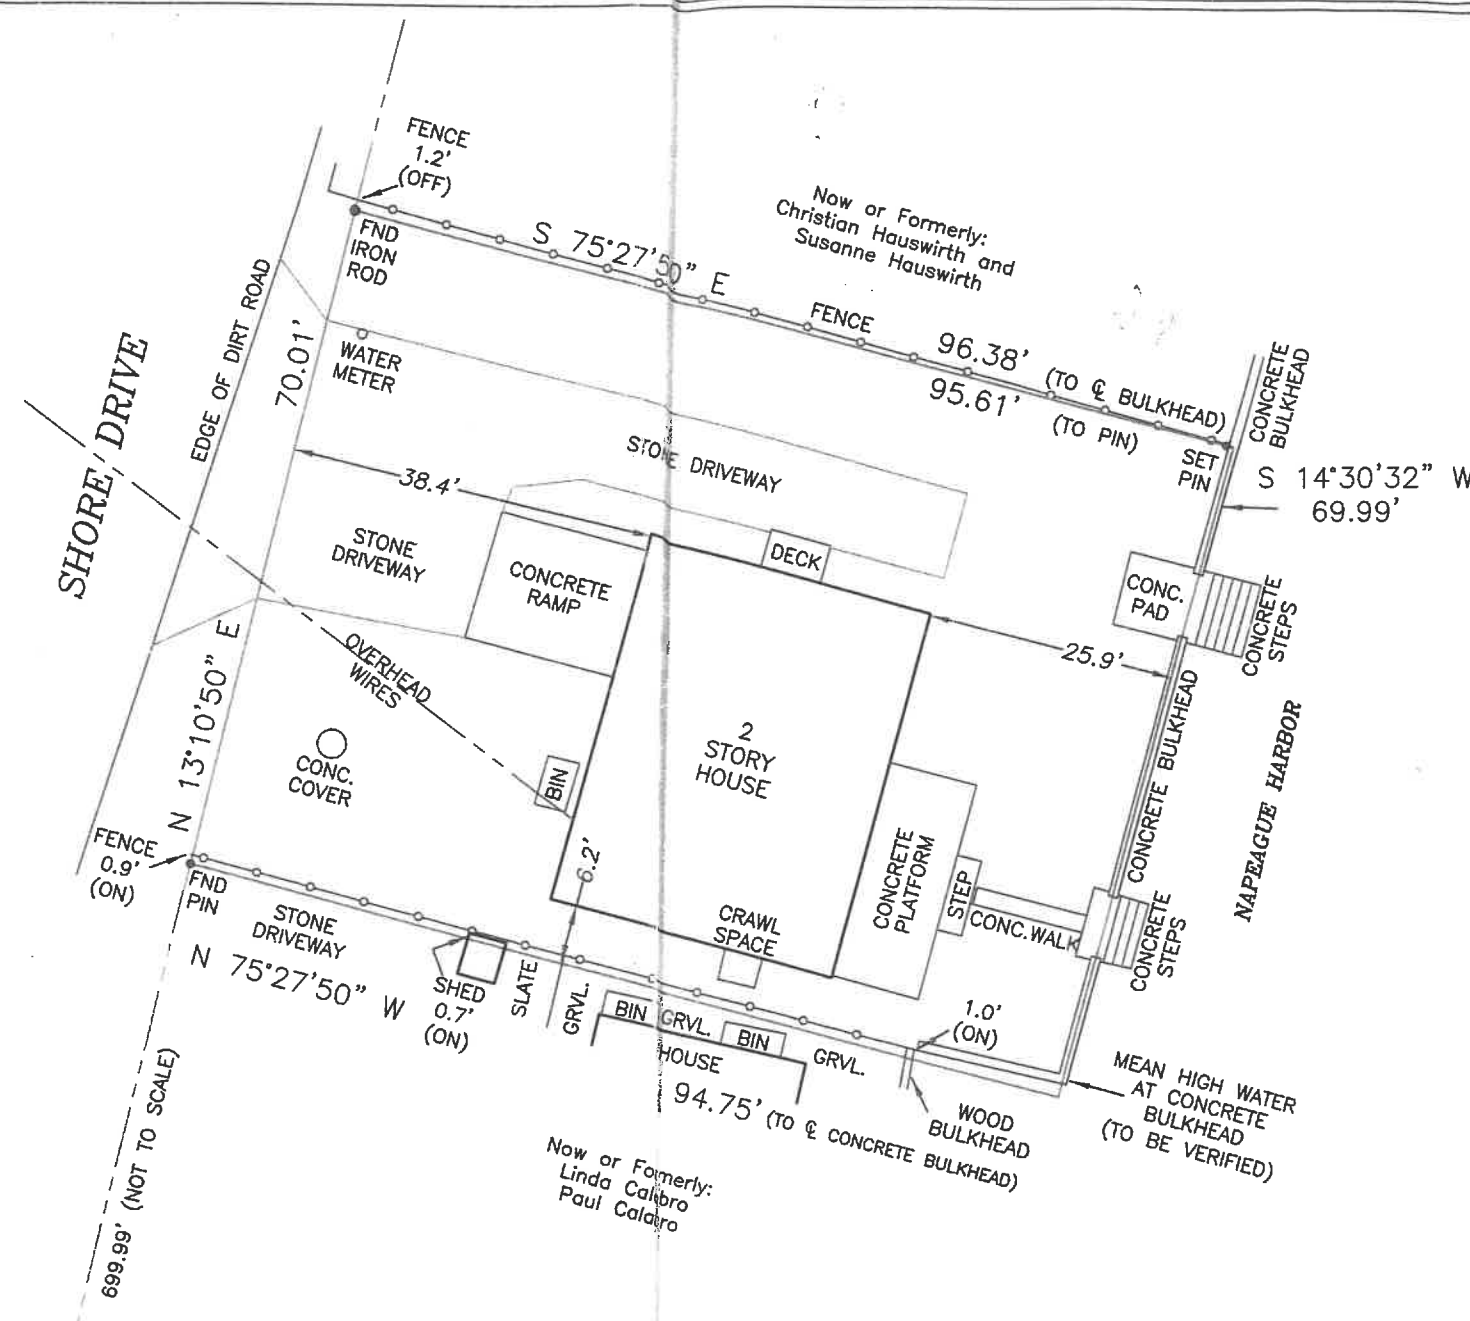 FENCE
1.2'
(OFF)
Now or Formerly:
Christian Hauswirth and
Susanne Hauswirth
S 75°27'50" E
FND
IRON
ROD
FENCE
96.38' (TO ℄ BULKHEAD)
95.61'
(TO PIN)
CONCRETE
BULKHEAD
SET
PIN
S 14°30'32" W
69.99'
EDGE OF DIRT ROAD
SHORE DRIVE
70.01'
WATER
METER
STONE DRIVEWAY
38.4'
STONE
DRIVEWAY
CONCRETE
RAMP
DECK
CONC.
PAD
CONCRETE
STEPS
25.9'
OVERHEAD
WIRES
N 13°10'50" E
CONC.
COVER
BIN
2
STORY
HOUSE
CONCRETE BULKHEAD
NAPEAGUE HARBOR
6.2'
CONCRETE
PLATFORM
STEP
CONC.WALK
CONCRETE
STEPS
CRAWL
SPACE
FENCE
0.9'
(ON)
FND
PIN
STONE
DRIVEWAY
N 75°27'50" W
SHED
0.7'
(ON)
SLATE
GRVL.
BIN
GRVL.
BIN
GRVL.
HOUSE
1.0'
(ON)
94.75' (TO ℄ CONCRETE BULKHEAD)
WOOD
BULKHEAD
MEAN HIGH WATER
AT CONCRETE
BULKHEAD
(TO BE VERIFIED)
Now or Formerly:
Linda Calabro
Paul Calabro
699.99' (NOT TO SCALE)